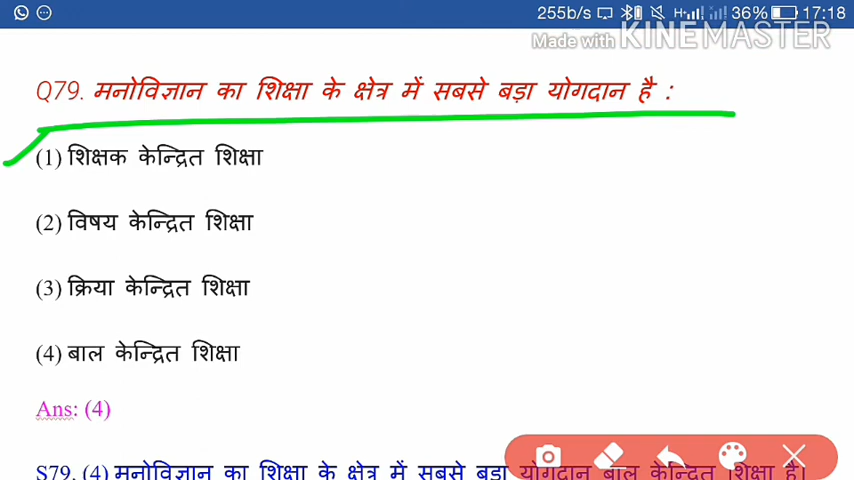 255b/s H+ 36% 17:18
Made with KINEMASTER
Q79. मनोविज्ञान का शिक्षा के क्षेत्र में सबसे बड़ा योगदान है :
(1) शिक्षक केन्द्रित शिक्षा
(2) विषय केन्द्रित शिक्षा
(3) क्रिया केन्द्रित शिक्षा
(4) बाल केन्द्रित शिक्षा
Ans: (4)
S79. (4) मनोविज्ञान का शिक्षा के क्षेत्र में सबसे बड़ा योगदान बाल केन्द्रित शिक्षा है।